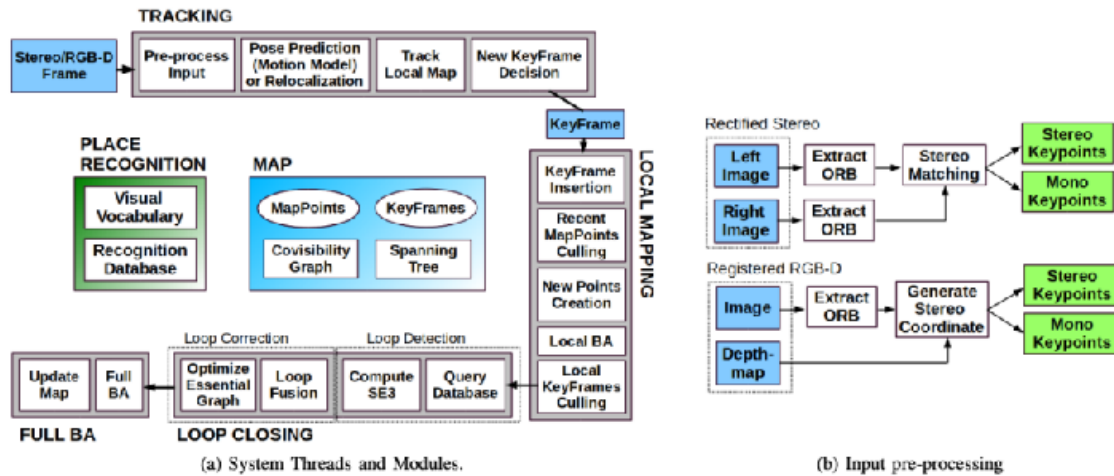 TRACKING
Stereo/RGB-D
Frame
Pre-process
Input
Pose Prediction
(Motion Model)
or Relocalization
Track
Local Map
New KeyFrame
Decision
KeyFrame
PLACE
RECOGNITION
Visual
Vocabulary
Recognition
Database
MAP
MapPoints
KeyFrames
Covisibility
Graph
Spanning
Tree
LOCAL MAPPING
KeyFrame
Insertion
Recent
MapPoints
Culling
New Points
Creation
Local BA
Local
KeyFrames
Culling
Loop Correction
Loop Detection
Optimize
Essential
Graph
Loop
Fusion
Compute
SE3
Query
Database
Update
Map
Full
BA
FULL BA
LOOP CLOSING
(a) System Threads and Modules.
Rectified Stereo
Left
Image
Extract
ORB
Stereo
Matching
Stereo
Keypoints
Mono
Keypoints
Right
Image
Extract
ORB
Registered RGB-D
Image
Extract
ORB
Generate
Stereo
Coordinate
Stereo
Keypoints
Mono
Keypoints
Depth-
map
(b) Input pre-processing